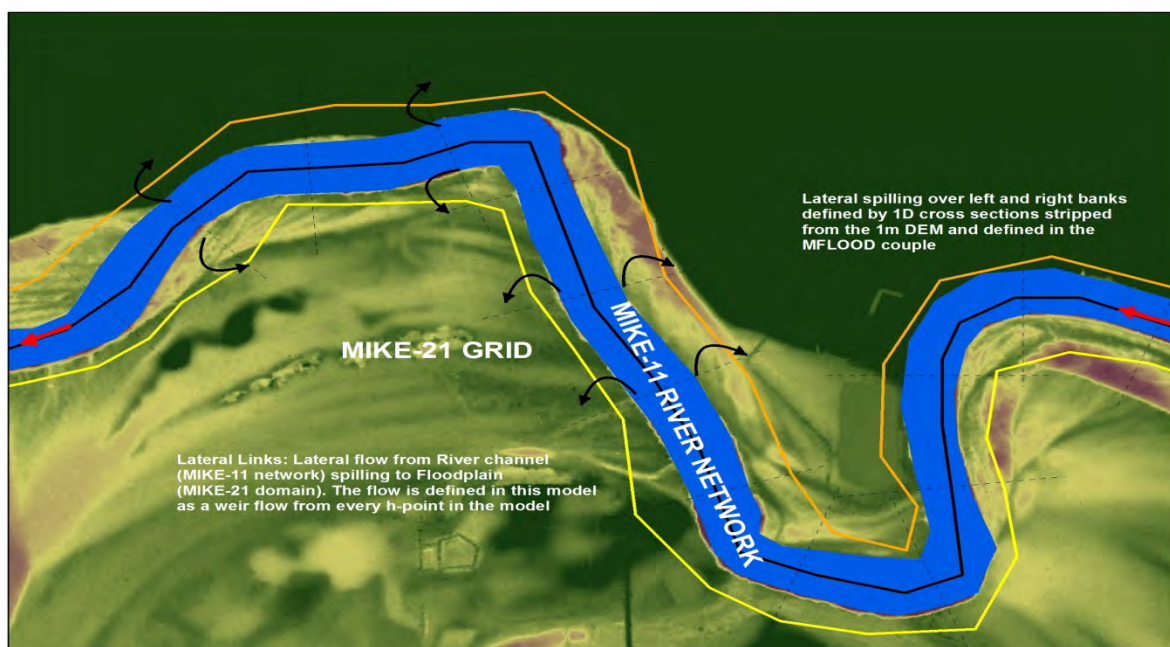 Lateral spilling over left and right banks
defined by 1D cross sections stripped
from the 1m DEM and defined in the
MFLOOD couple
MIKE-21 GRID
MIKE-11 RIVER NETWORK
Lateral Links: Lateral flow from River channel
(MIKE-11 network) spilling to Floodplain
(MIKE-21 domain). The flow is defined in this model
as a weir flow from every h-point in the model